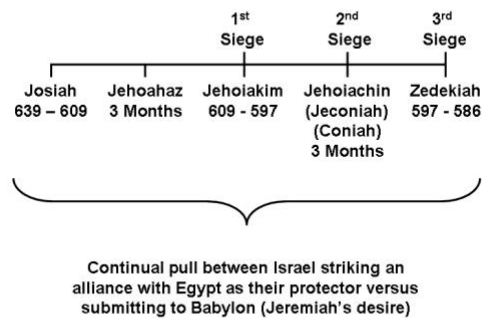 1st 2nd 3rd
Siege Siege Siege
Josiah Jehoahaz Jehoiakim Jehoiachin Zedekiah
639 – 609 3 Months 609 - 597 (Jeconiah) 597 - 586
(Coniah)
3 Months
Continual pull between Israel striking an
alliance with Egypt as their protector versus
submitting to Babylon (Jeremiah's desire)